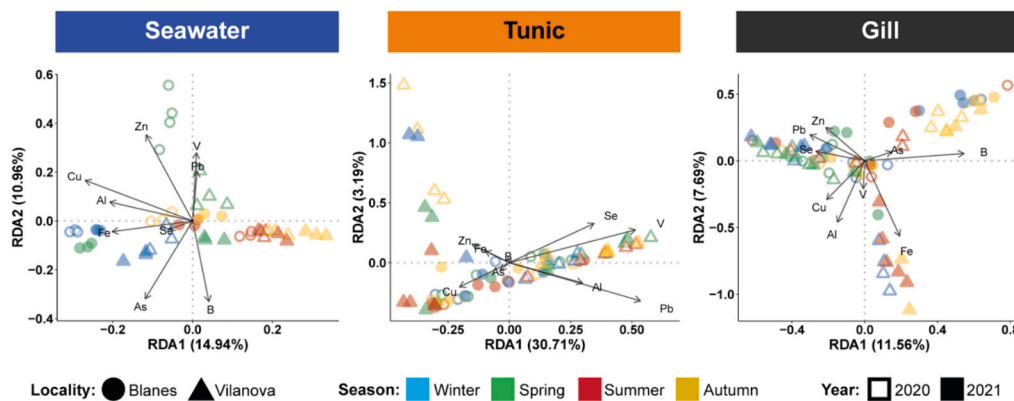 Seawater
Tunic
Gill
0.6
0.4
0.2
0.0
−0.2
−0.4
RDA2 (10.96%)
Zn
V
Pb
Cu
Al
Fe
Se
As
B
−0.2
0.0
0.2
RDA1 (14.94%)
1.5
1.0
0.5
0.0
RDA2 (3.19%)
Se
V
Zn
Fe
B
As
Cu
Al
Pb
−0.25
0.00
0.25
0.50
RDA1 (30.71%)
0.5
0.0
−0.5
−1.0
RDA2 (7.69%)
Zn
Pb
Se
As
B
V
Cu
Al
Fe
−0.4
0.0
0.4
0.8
RDA1 (11.56%)
Locality: Blanes Vilanova Season: Winter Spring Summer Autumn Year: 2020 2021